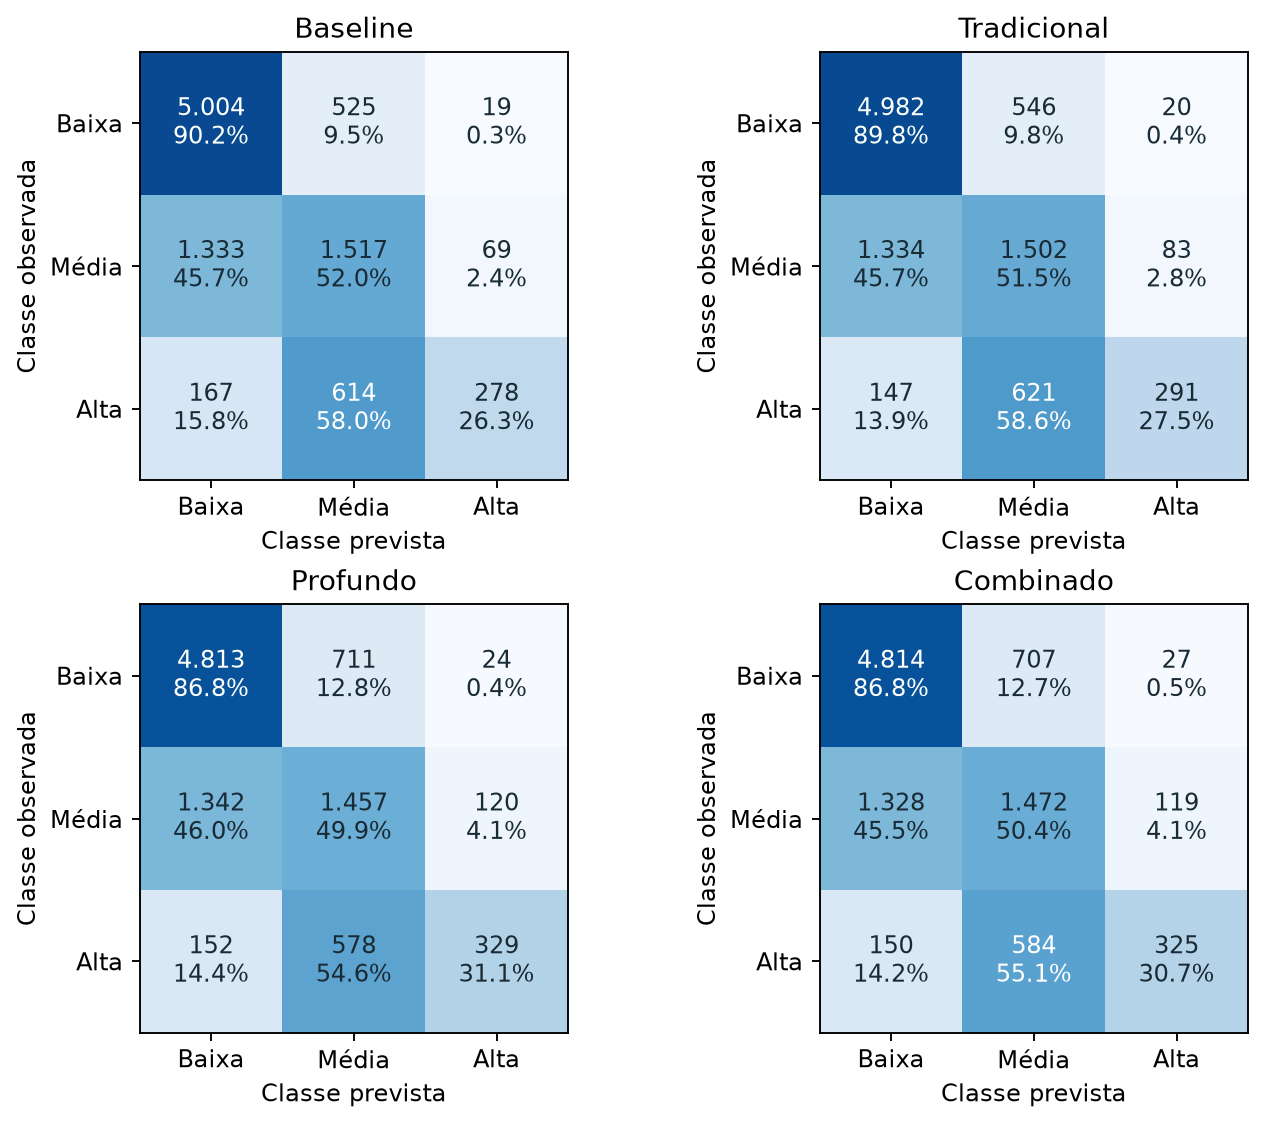 Baseline
Classe observada
Baixa
5.004 525 19
90.2% 9.5% 0.3%
Média
1.333 1.517 69
45.7% 52.0% 2.4%
Alta
167 614 278
15.8% 58.0% 26.3%
Baixa Média Alta
Classe prevista
Tradicional
Classe observada
Baixa
4.982 546 20
89.8% 9.8% 0.4%
Média
1.334 1.502 83
45.7% 51.5% 2.8%
Alta
147 621 291
13.9% 58.6% 27.5%
Baixa Média Alta
Classe prevista
Profundo
Classe observada
Baixa
4.813 711 24
86.8% 12.8% 0.4%
Média
1.342 1.457 120
46.0% 49.9% 4.1%
Alta
152 578 329
14.4% 54.6% 31.1%
Baixa Média Alta
Classe prevista
Combinado
Classe observada
Baixa
4.814 707 27
86.8% 12.7% 0.5%
Média
1.328 1.472 119
45.5% 50.4% 4.1%
Alta
150 584 325
14.2% 55.1% 30.7%
Baixa Média Alta
Classe prevista